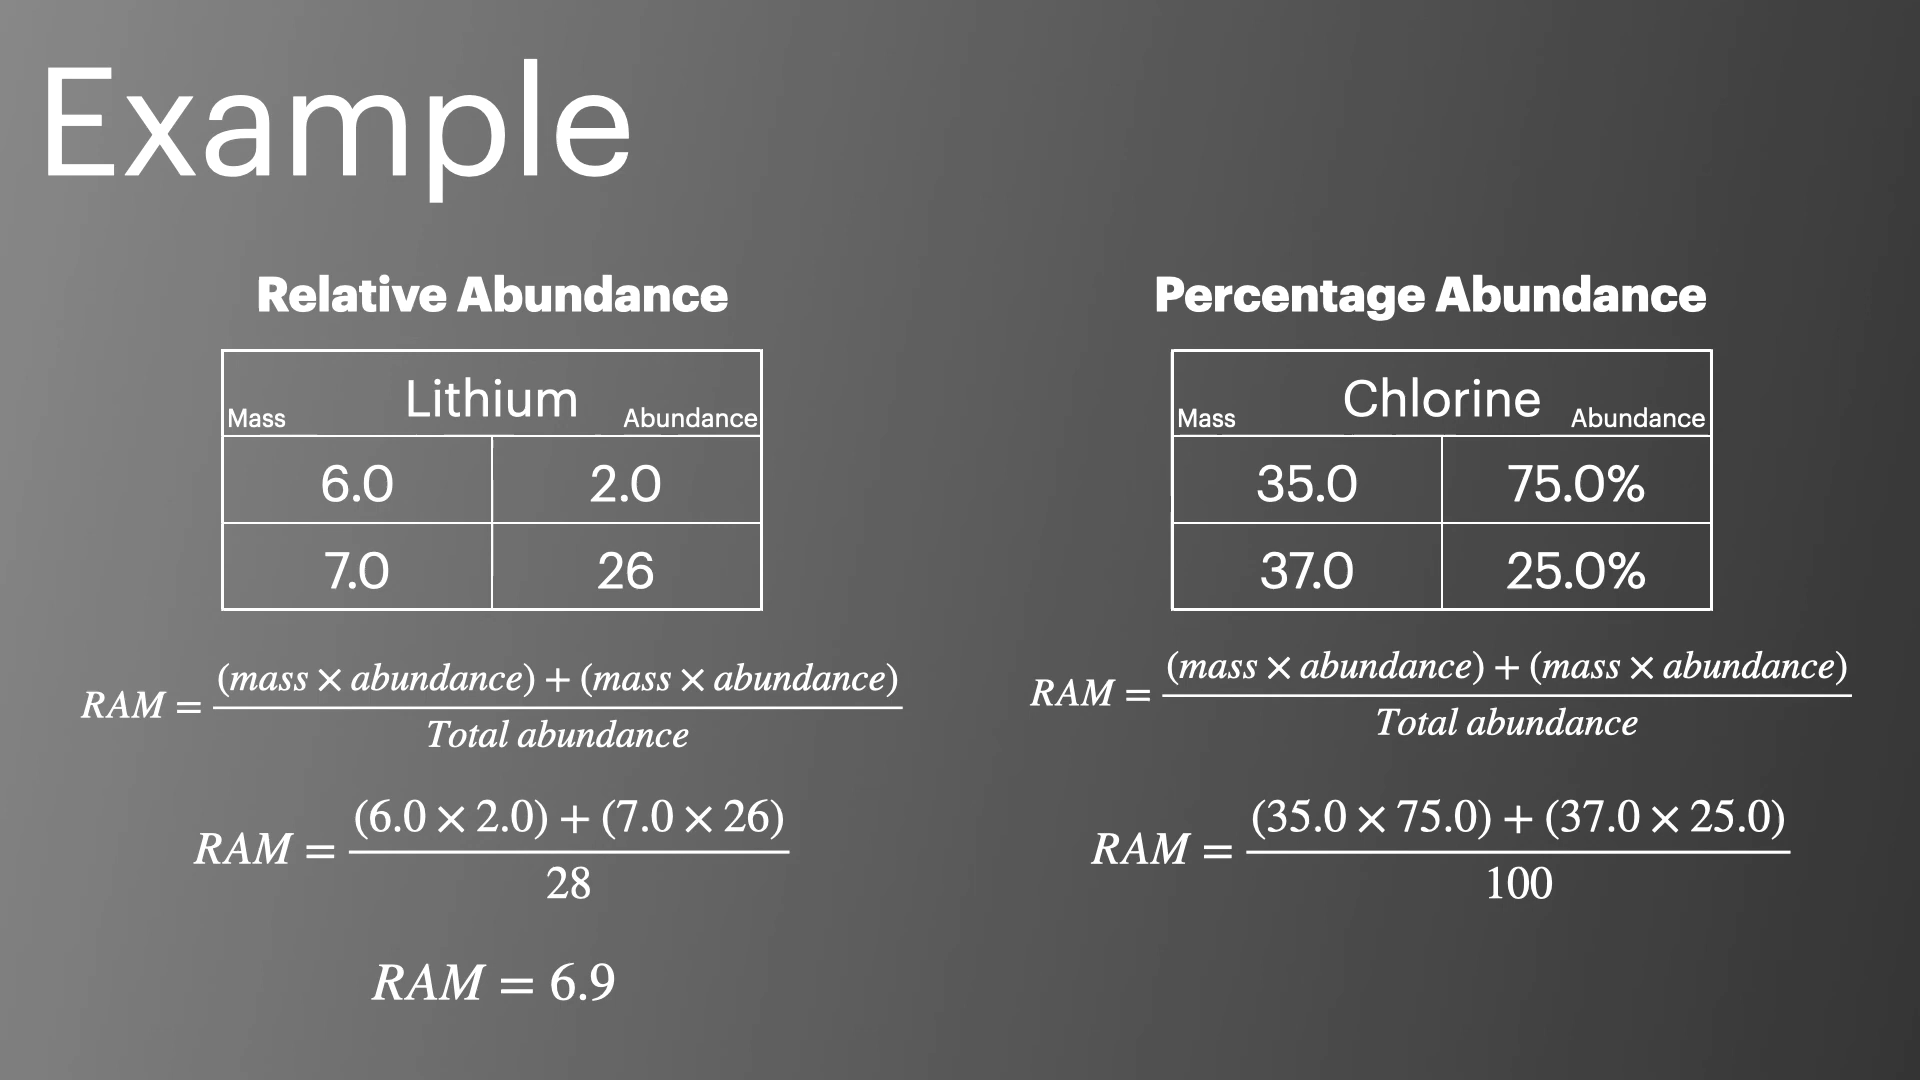 Example
Relative Abundance
Mass Lithium Abundance
6.0 2.0
7.0 26
RAM = (mass × abundance) + (mass × abundance)
Total abundance
RAM = (6.0 × 2.0) + (7.0 × 26)
28
RAM = 6.9
Percentage Abundance
Mass Chlorine Abundance
35.0 75.0%
37.0 25.0%
RAM = (mass × abundance) + (mass × abundance)
Total abundance
RAM = (35.0 × 75.0) + (37.0 × 25.0)
100